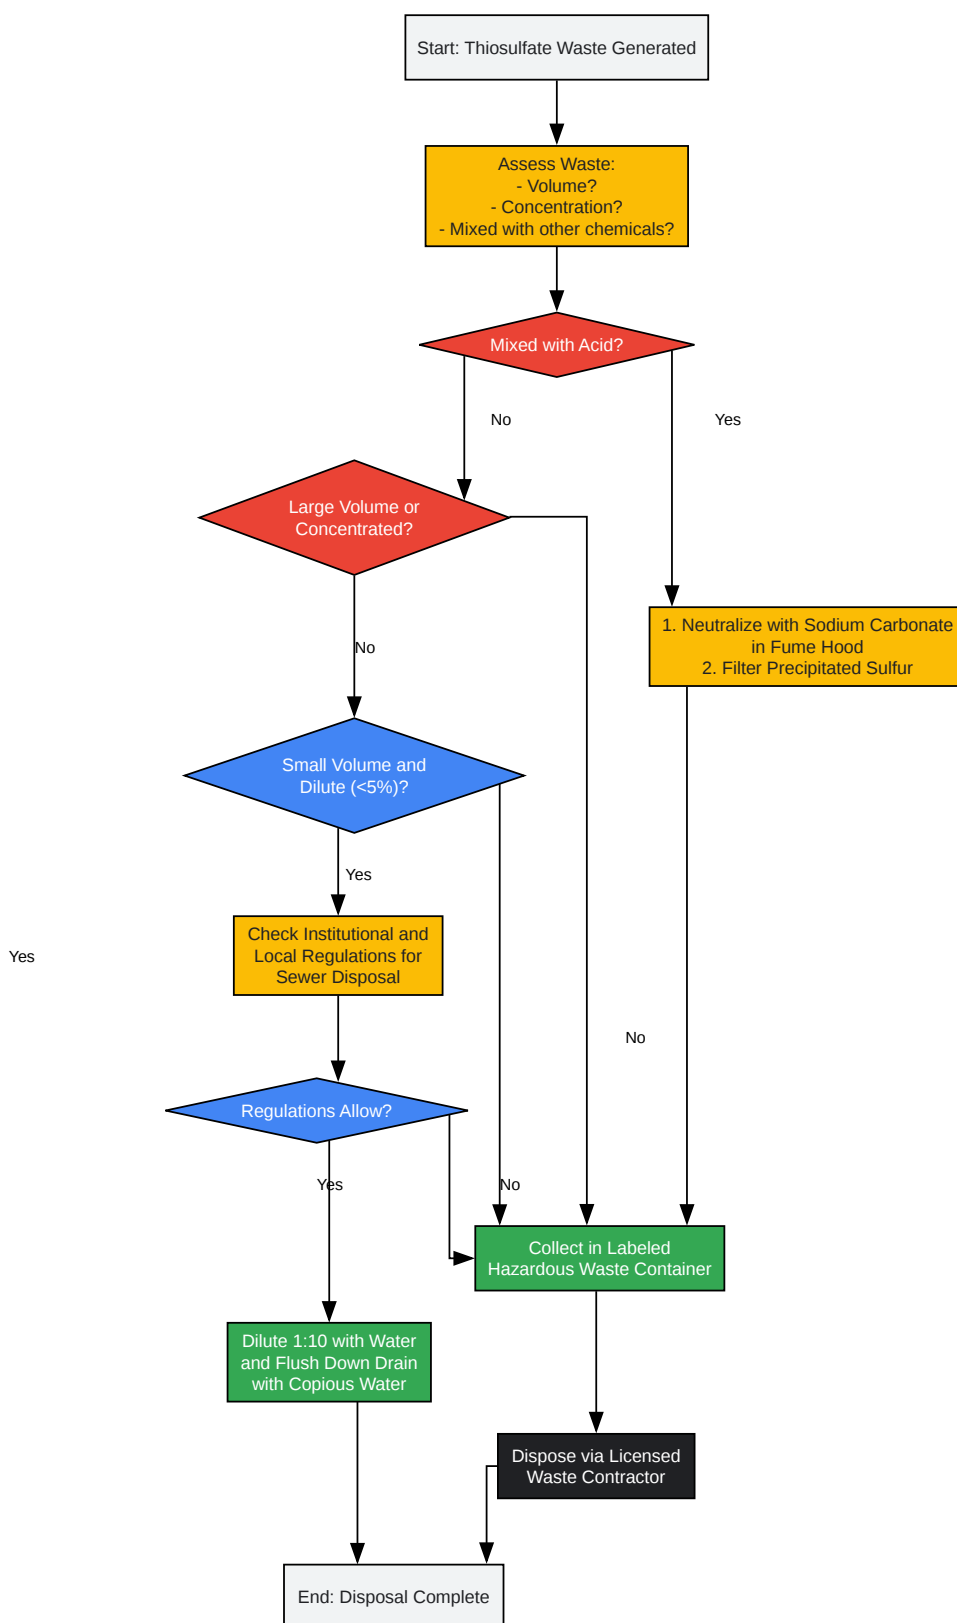 Start: Thiosulfate Waste Generated
Assess Waste:
- Volume?
- Concentration?
- Mixed with other chemicals?
Mixed with Acid?
No
Yes
Large Volume or
Concentrated?
1. Neutralize with Sodium Carbonate
in Fume Hood
2. Filter Precipitated Sulfur
No
Small Volume and
Dilute (<5%)?
Yes
Check Institutional and
Local Regulations for
Sewer Disposal
Yes
No
Regulations Allow?
Yes
No
Collect in Labeled
Hazardous Waste Container
Dilute 1:10 with Water
and Flush Down Drain
with Copious Water
Dispose via Licensed
Waste Contractor
End: Disposal Complete